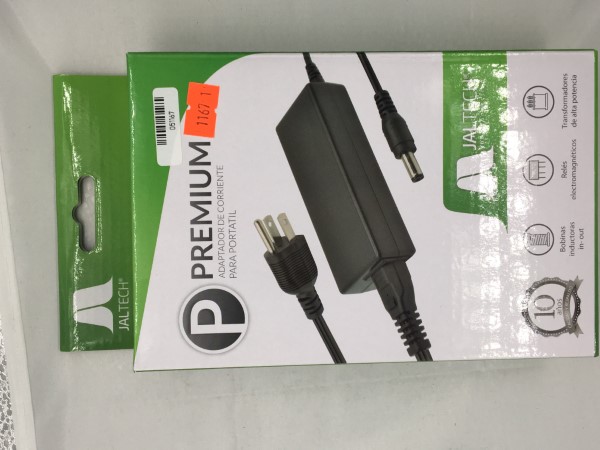 JALTECH®
051167
P PREMIUM
1167 1
ADAPTADOR DE CORRIENTE
PARA PORTATIL
JALTECH
10
años
Bobinas
inductoras
in- out
Relés
electromagnéticos
Transformadores
de alta potencia